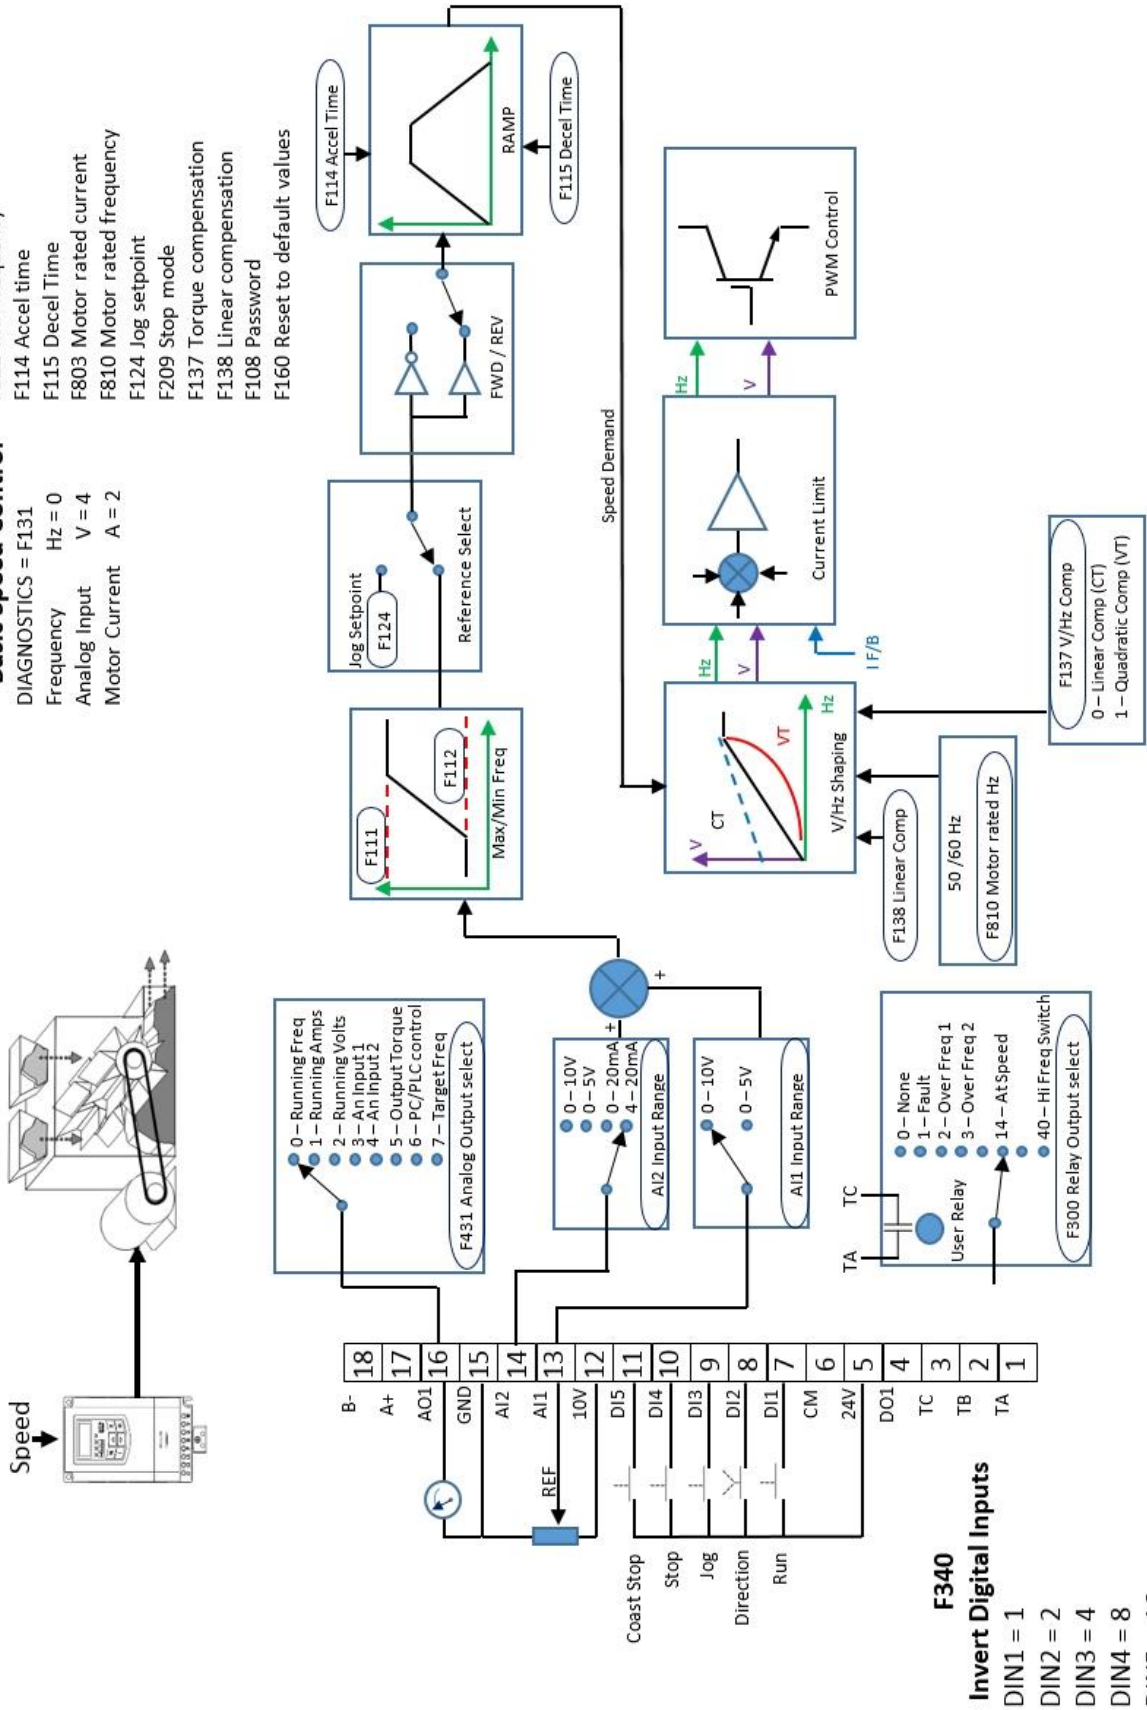 Speed
DIAGNOSTICS = F131
Frequency Hz = 0
Analog Input V = 4
Motor Current A = 2
F114 Accel time
F115 Decel Time
F803 Motor rated current
F810 Motor rated frequency
F124 Jog setpoint
F209 Stop mode
F137 Torque compensation
F138 Linear compensation
F108 Password
F160 Reset to default values
B-
A+
AO1
GND
AI2
AI1
10V
DI5
DI4
DI3
DI2
DI1
CM
24V
DO1
TC
TB
TA
18
17
16
15
14
13
12
11
10
9
8
7
6
5
4
3
2
1
REF
Coast Stop
Stop
Jog
Direction
Run
F340
Invert Digital Inputs
DIN1 = 1
DIN2 = 2
DIN3 = 4
DIN4 = 8
0 – Running Freq
1 – Running Amps
2 – Running Volts
3 – An Input 1
4 – An Input 2
5 – Output Torque
6 – PC/PLC control
7 – Target Freq
F431 Analog Output select
0 – 10V
0 – 5V
0 – 20mA
4 – 20mA
AI2 Input Range
0 – 10V
0 – 5V
AI1 Input Range
+
+
TA
TC
User Relay
0 – None
1 – Fault
2 – Over Freq 1
3 – Over Freq 2
14 – At Speed
40 – Hi Freq Switch
F300 Relay Output select
F111
F112
Max/Min Freq
Jog Setpoint
F124
Reference Select
FWD / REV
F114 Accel Time
RAMP
F115 Decel Time
Speed Demand
V
CT
VT
Hz
V/Hz Shaping
F138 Linear Comp
50 /60 Hz
F810 Motor rated Hz
F137 V/Hz Comp
0 – Linear Comp (CT)
1 – Quadratic Comp (VT)
Hz
V
I F/B
Current Limit
Hz
V
PWM Control